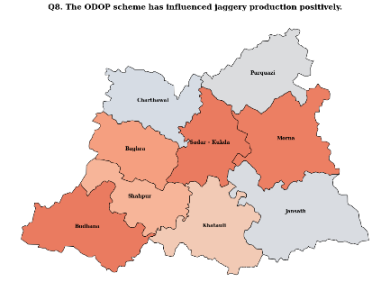 Q8. The ODOP scheme has influenced jaggery production positively.
Purquazi
Charthawal
Sadar - Kukda
Morna
Baghra
Shahpur
Jansath
Budhana
Khatauli